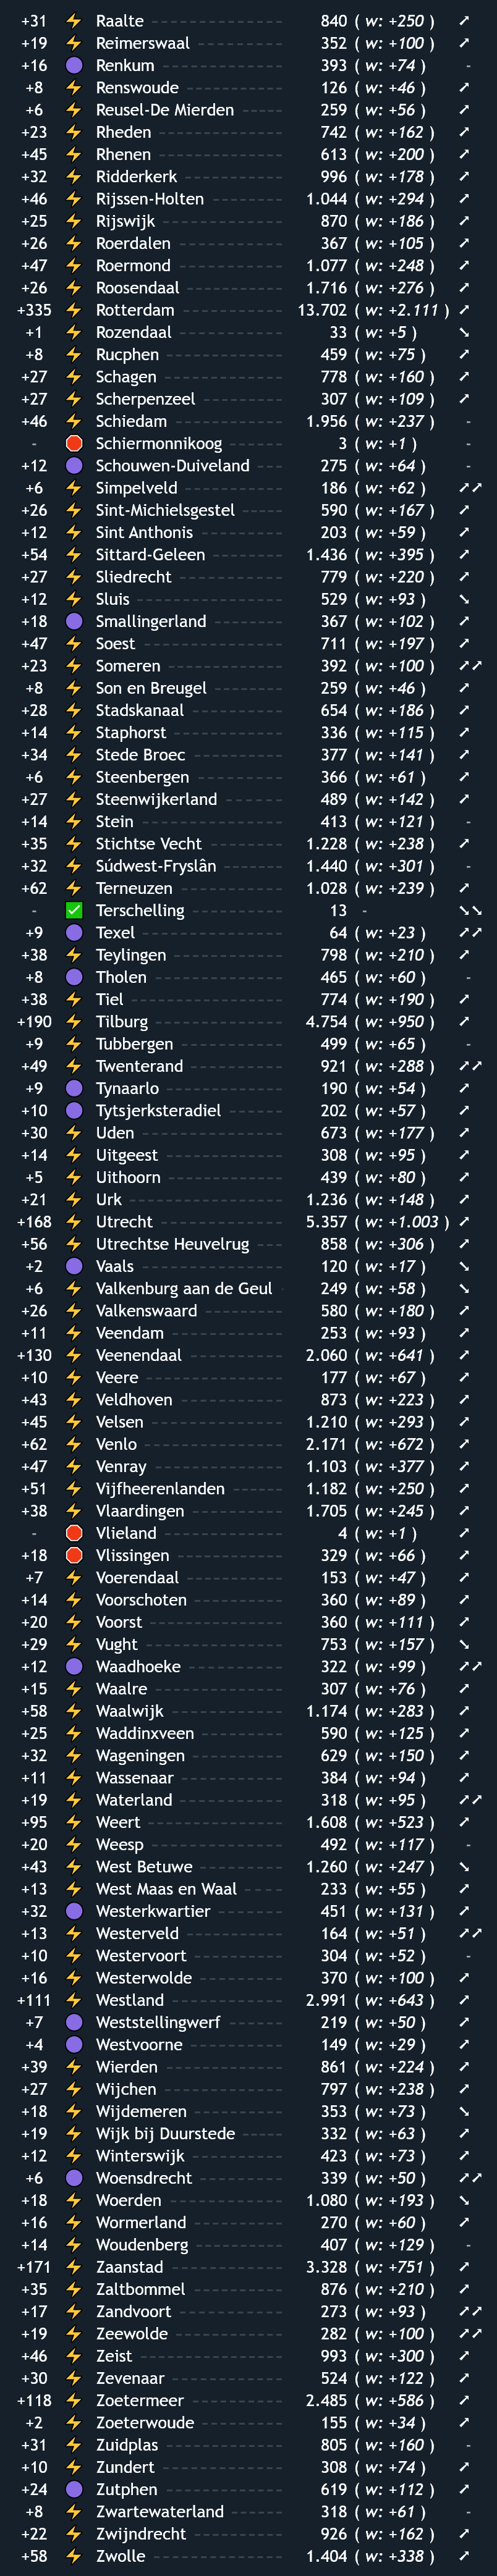 +31 ⚡ Raalte 840 ( w: +250 ) ➚
+19 ⚡ Reimerswaal 352 ( w: +100 ) ➚
+16 🟣 Renkum 393 ( w: +74 ) -
+8 ⚡ Renswoude 126 ( w: +46 ) ➚
+6 ⚡ Reusel-De Mierden 259 ( w: +56 ) ➚
+23 ⚡ Rheden 742 ( w: +162 ) ➚
+45 ⚡ Rhenen 613 ( w: +200 ) ➚
+32 ⚡ Ridderkerk 996 ( w: +178 ) ➚
+46 ⚡ Rijssen-Holten 1.044 ( w: +294 ) ➚
+25 ⚡ Rijswijk 870 ( w: +186 ) ➚
+26 ⚡ Roerdalen 367 ( w: +105 ) ➚
+47 ⚡ Roermond 1.077 ( w: +248 ) ➚
+26 ⚡ Roosendaal 1.716 ( w: +276 ) ➚
+335 ⚡ Rotterdam 13.702 ( w: +2.111 ) ➚
+1 ⚡ Rozendaal 33 ( w: +5 ) ➘
+8 ⚡ Rucphen 459 ( w: +75 ) ➚
+27 ⚡ Schagen 778 ( w: +160 ) ➚
+27 ⚡ Scherpenzeel 307 ( w: +109 ) ➚
+46 ⚡ Schiedam 1.956 ( w: +237 ) -
- 🛑 Schiermonnikoog 3 ( w: +1 ) -
+12 🟣 Schouwen-Duiveland 275 ( w: +64 ) -
+6 ⚡ Simpelveld 186 ( w: +62 ) ➚➚
+26 ⚡ Sint-Michielsgestel 590 ( w: +167 ) ➚
+12 ⚡ Sint Anthonis 203 ( w: +59 ) ➚
+54 ⚡ Sittard-Geleen 1.436 ( w: +395 ) ➚
+27 ⚡ Sliedrecht 779 ( w: +220 ) ➚
+12 ⚡ Sluis 529 ( w: +93 ) ➘
+18 🟣 Smallingerland 367 ( w: +102 ) ➚
+47 ⚡ Soest 711 ( w: +197 ) ➚
+23 ⚡ Someren 392 ( w: +100 ) ➚➚
+8 ⚡ Son en Breugel 259 ( w: +46 ) ➚
+28 ⚡ Stadskanaal 654 ( w: +186 ) ➚
+14 ⚡ Staphorst 336 ( w: +115 ) ➚
+34 ⚡ Stede Broec 377 ( w: +141 ) ➚
+6 ⚡ Steenbergen 366 ( w: +61 ) ➚
+27 ⚡ Steenwijkerland 489 ( w: +142 ) ➚
+14 ⚡ Stein 413 ( w: +121 ) -
+35 ⚡ Stichtse Vecht 1.228 ( w: +238 ) ➚
+32 ⚡ Súdwest-Fryslân 1.440 ( w: +301 ) -
+62 ⚡ Terneuzen 1.028 ( w: +239 ) ➚
- ✅ Terschelling 13 - ➘➘
+9 🟣 Texel 64 ( w: +23 ) ➚➚
+38 ⚡ Teylingen 798 ( w: +210 ) ➚
+8 🟣 Tholen 465 ( w: +60 ) -
+38 ⚡ Tiel 774 ( w: +190 ) ➚
+190 ⚡ Tilburg 4.754 ( w: +950 ) ➚
+9 ⚡ Tubbergen 499 ( w: +65 ) -
+49 ⚡ Twenterand 921 ( w: +288 ) ➚➚
+9 🟣 Tynaarlo 190 ( w: +54 ) ➚
+10 🟣 Tytsjerksteradiel 202 ( w: +57 ) ➚
+30 ⚡ Uden 673 ( w: +177 ) ➚
+14 ⚡ Uitgeest 308 ( w: +95 ) ➚
+5 ⚡ Uithoorn 439 ( w: +80 ) ➚
+21 ⚡ Urk 1.236 ( w: +148 ) ➚
+168 ⚡ Utrecht 5.357 ( w: +1.003 ) ➚
+56 ⚡ Utrechtse Heuvelrug 858 ( w: +306 ) ➚
+2 🟣 Vaals 120 ( w: +17 ) ➘
+6 ⚡ Valkenburg aan de Geul 249 ( w: +58 ) ➘
+26 ⚡ Valkenswaard 580 ( w: +180 ) ➚
+11 ⚡ Veendam 253 ( w: +93 ) ➚
+130 ⚡ Veenendaal 2.060 ( w: +641 ) ➚
+10 ⚡ Veere 177 ( w: +67 ) ➚
+43 ⚡ Veldhoven 873 ( w: +223 ) ➚
+45 ⚡ Velsen 1.210 ( w: +293 ) ➚
+62 ⚡ Venlo 2.171 ( w: +672 ) ➚
+47 ⚡ Venray 1.103 ( w: +377 ) ➚
+51 ⚡ Vijfheerenlanden 1.182 ( w: +250 ) ➚
+38 ⚡ Vlaardingen 1.705 ( w: +245 ) ➚
- 🛑 Vlieland 4 ( w: +1 ) ➚
+18 🛑 Vlissingen 329 ( w: +66 ) ➚
+7 ⚡ Voerendaal 153 ( w: +47 ) ➚
+14 ⚡ Voorschoten 360 ( w: +89 ) ➚
+20 ⚡ Voorst 360 ( w: +111 ) ➚
+29 ⚡ Vught 753 ( w: +157 ) ➘
+12 🟣 Waadhoeke 322 ( w: +99 ) ➚➚
+15 ⚡ Waalre 307 ( w: +76 ) ➚
+58 ⚡ Waalwijk 1.174 ( w: +283 ) ➚
+25 ⚡ Waddinxveen 590 ( w: +125 ) ➚
+32 ⚡ Wageningen 629 ( w: +150 ) ➚
+11 ⚡ Wassenaar 384 ( w: +94 ) ➚
+19 ⚡ Waterland 318 ( w: +95 ) ➚➚
+95 ⚡ Weert 1.608 ( w: +523 ) ➚
+20 ⚡ Weesp 492 ( w: +117 ) -
+43 ⚡ West Betuwe 1.260 ( w: +247 ) ➘
+13 ⚡ West Maas en Waal 233 ( w: +55 ) ➚
+32 🟣 Westerkwartier 451 ( w: +131 ) ➚
+13 ⚡ Westerveld 164 ( w: +51 ) ➚➚
+10 ⚡ Westervoort 304 ( w: +52 ) -
+16 ⚡ Westerwolde 370 ( w: +100 ) ➚
+111 ⚡ Westland 2.991 ( w: +643 ) ➚
+7 🟣 Weststellingwerf 219 ( w: +50 ) ➚
+4 🟣 Westvoorne 149 ( w: +29 ) ➚
+39 ⚡ Wierden 861 ( w: +224 ) ➚
+27 ⚡ Wijchen 797 ( w: +238 ) ➚
+18 ⚡ Wijdemeren 353 ( w: +73 ) ➘
+19 ⚡ Wijk bij Duurstede 332 ( w: +63 ) ➚
+12 ⚡ Winterswijk 423 ( w: +73 ) ➚
+6 🟣 Woensdrecht 339 ( w: +50 ) ➚➚
+18 ⚡ Woerden 1.080 ( w: +193 ) ➘
+16 ⚡ Wormerland 270 ( w: +60 ) ➚
+14 ⚡ Woudenberg 407 ( w: +129 ) -
+171 ⚡ Zaanstad 3.328 ( w: +751 ) ➚
+35 ⚡ Zaltbommel 876 ( w: +210 ) ➚
+17 ⚡ Zandvoort 273 ( w: +93 ) ➚➚
+19 ⚡ Zeewolde 282 ( w: +100 ) ➚➚
+46 ⚡ Zeist 993 ( w: +300 ) ➚
+30 ⚡ Zevenaar 524 ( w: +122 ) ➚
+118 ⚡ Zoetermeer 2.485 ( w: +586 ) ➚
+2 ⚡ Zoeterwoude 155 ( w: +34 ) ➚
+31 ⚡ Zuidplas 805 ( w: +160 ) -
+10 ⚡ Zundert 308 ( w: +74 ) ➚
+24 🟣 Zutphen 619 ( w: +112 ) ➚
+8 ⚡ Zwartewaterland 318 ( w: +61 ) -
+22 ⚡ Zwijndrecht 926 ( w: +162 ) ➚
+58 ⚡ Zwolle 1.404 ( w: +338 ) ➚